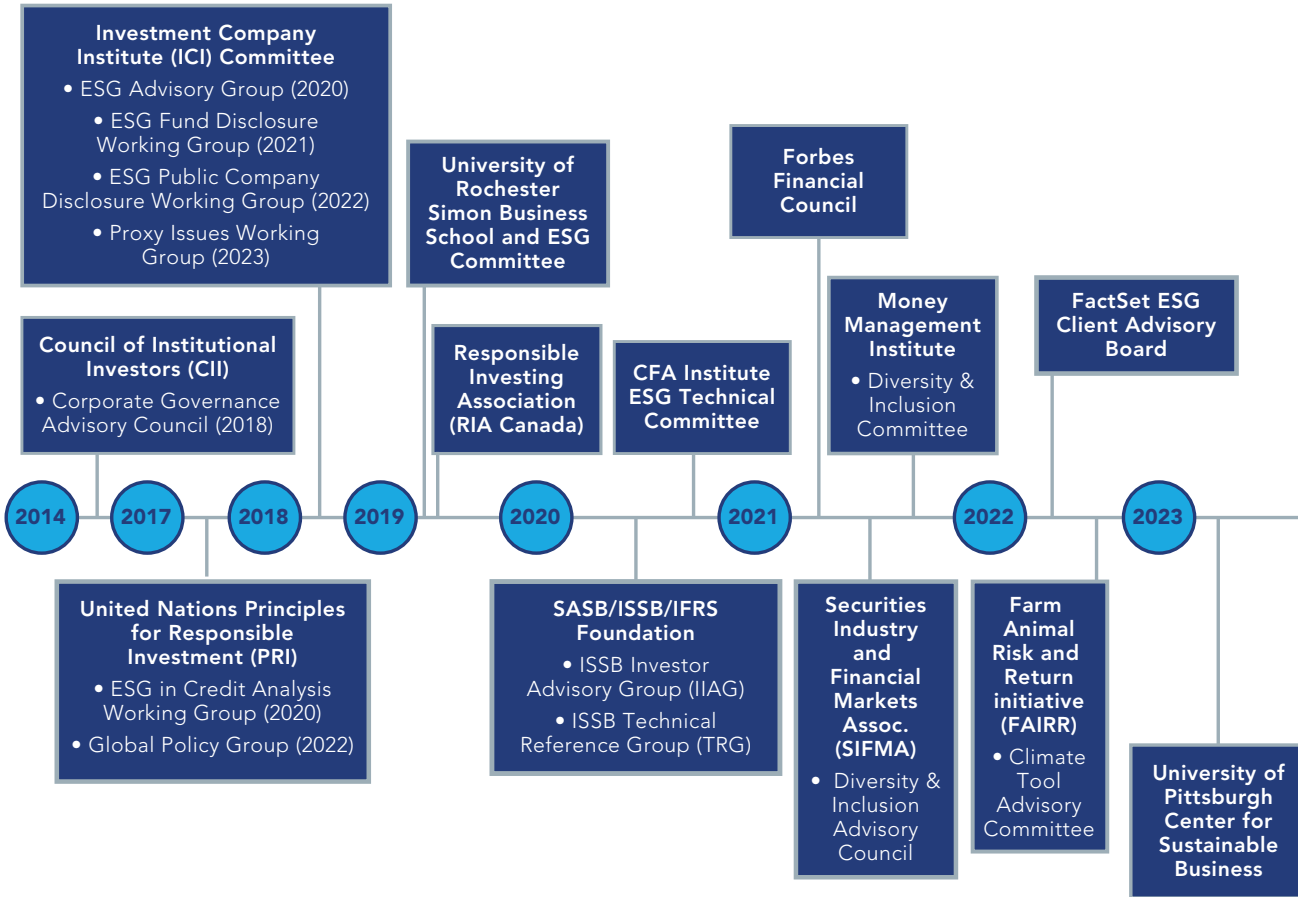 Investment Company
Institute (ICI) Committee
• ESG Advisory Group (2020)
• ESG Fund Disclosure
Working Group (2021)
• ESG Public Company
Disclosure Working Group (2022)
• Proxy Issues Working
Group (2023)
University of
Rochester
Simon Business
School and ESG
Committee
Forbes
Financial
Council
Council of Institutional
Investors (CII)
• Corporate Governance
Advisory Council (2018)
Responsible
Investing
Association
(RIA Canada)
CFA Institute
ESG Technical
Committee
Money
Management
Institute
• Diversity &
Inclusion
Committee
FactSet ESG
Client Advisory
Board
2014
2017
2018
2019
2020
2021
2022
2023
United Nations Principles
for Responsible
Investment (PRI)
• ESG in Credit Analysis
Working Group (2020)
• Global Policy Group (2022)
SASB/ISSB/IFRS
Foundation
• ISSB Investor
Advisory Group (IIAG)
• ISSB Technical
Reference Group (TRG)
Securities
Industry
and
Financial
Markets
Assoc.
(SIFMA)
• Diversity &
Inclusion
Advisory
Council
Farm
Animal
Risk and
Return
initiative
(FAIRR)
• Climate
Tool
Advisory
Committee
University of
Pittsburgh
Center for
Sustainable
Business